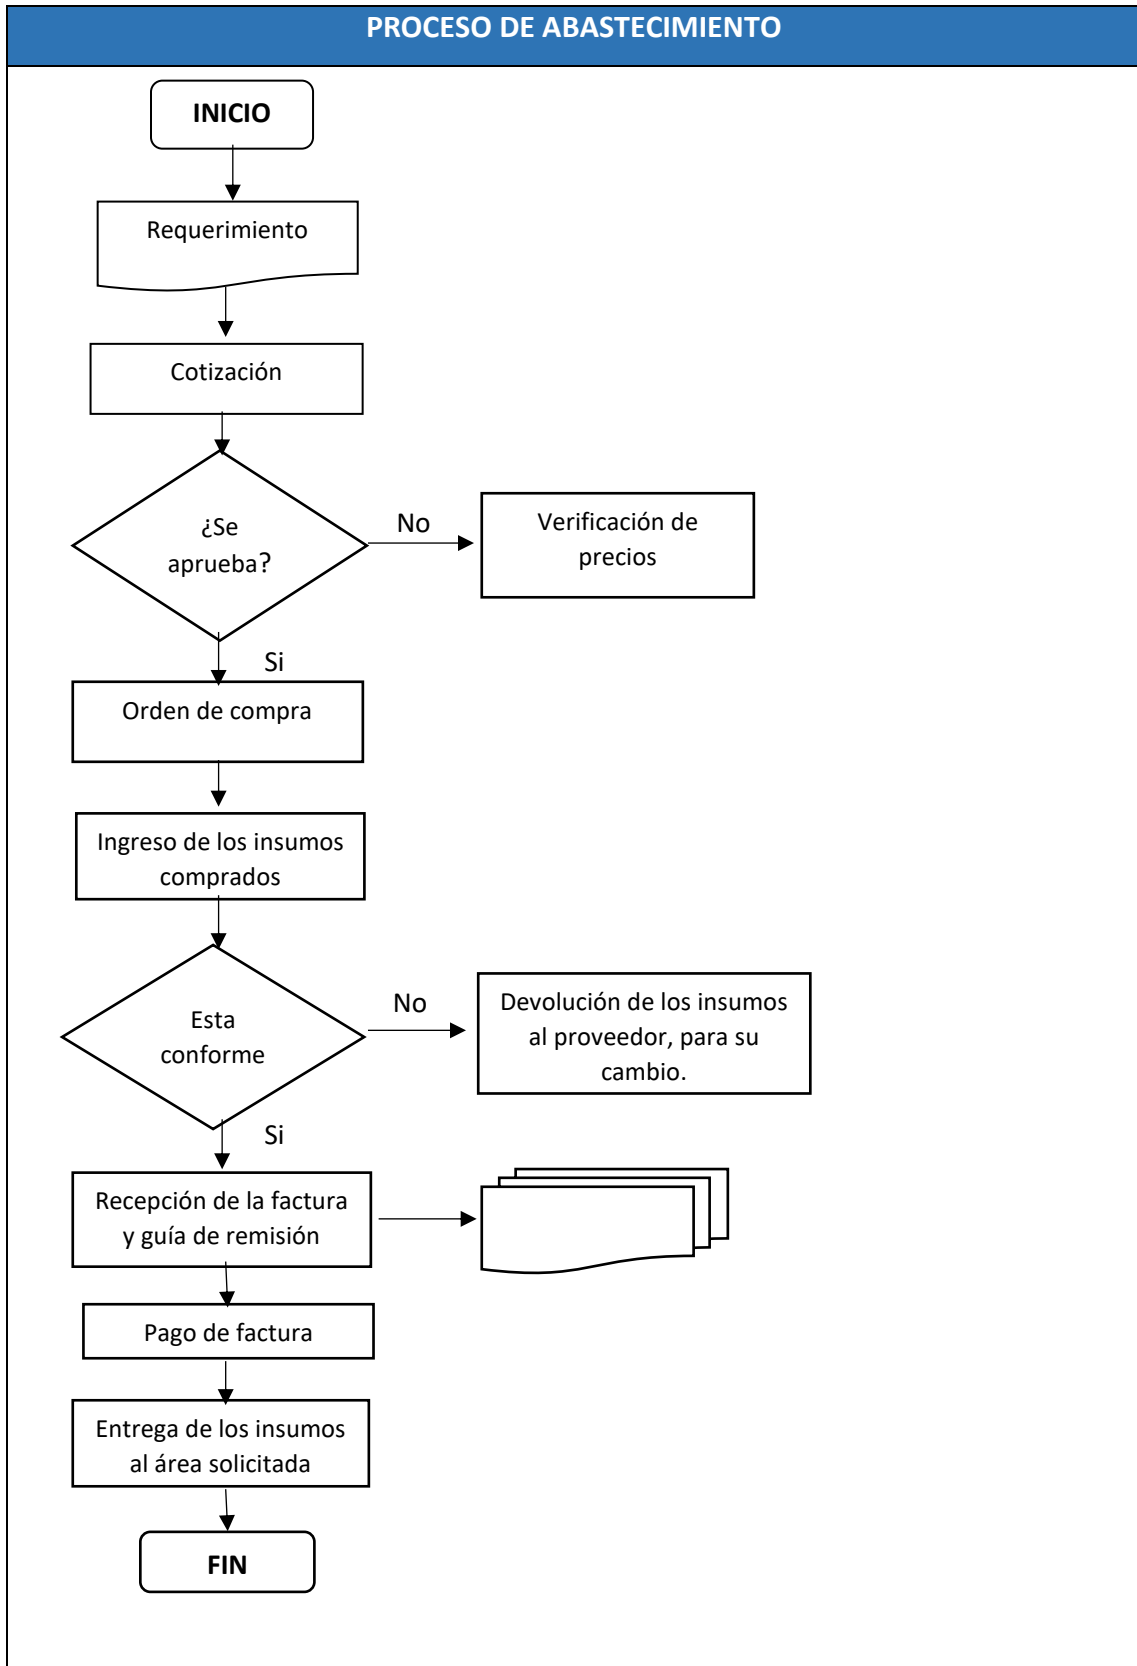 PROCESO DE ABASTECIMIENTO
INICIO
Requerimiento
Cotización
¿Se
aprueba?
No
Verificación de
precios
Si
Orden de compra
Ingreso de los insumos
comprados
Esta
conforme
No
Devolución de los insumos
al proveedor, para su
cambio.
Si
Recepción de la factura
y guía de remisión
Pago de factura
Entrega de los insumos
al área solicitada
FIN